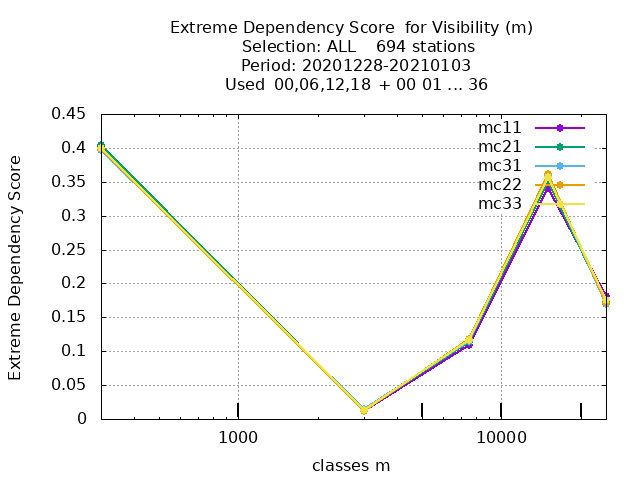 Extreme Dependency Score  for Visibility (m)
Selection: ALL    694 stations
Period: 20201228-20210103
Used  00,06,12,18  + 00 01 ... 36
Extreme Dependency Score
0.45
0.4
0.35
0.3
0.25
0.2
0.15
0.1
0.05
0
mc11
mc21
mc31
mc22
mc33
1000
10000
classes m